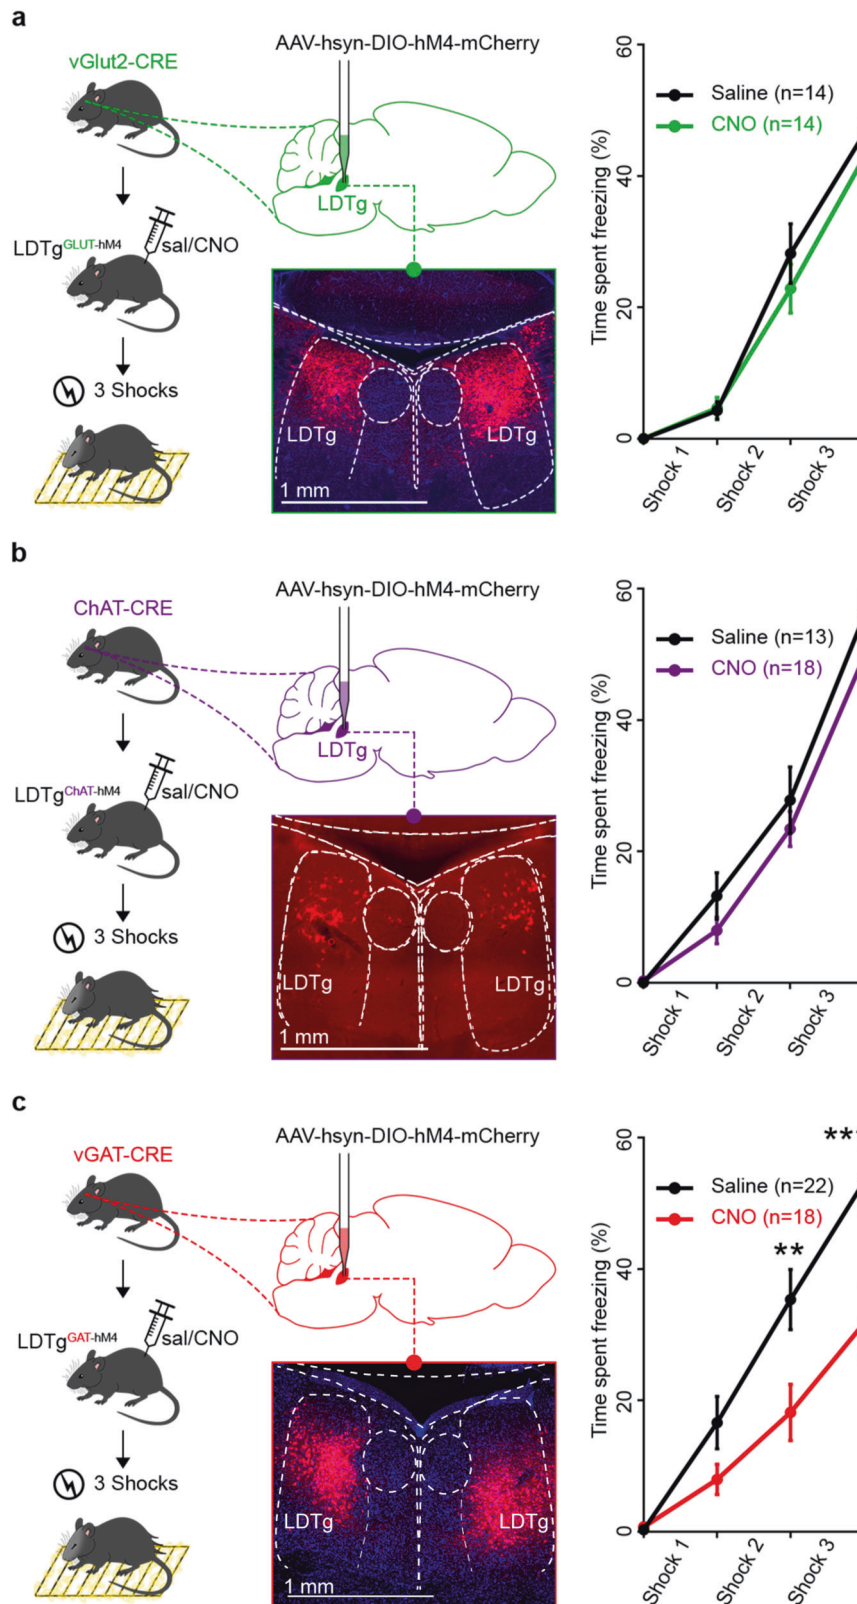 a
vGlut2-CRE
AAV-hsyn-DIO-hM4-mCherry
LDTg
LDTgGLUT-hM4
sal/CNO
3 Shocks
LDTg
LDTg
1 mm
60
40
20
0
Time spent freezing (%)
Saline (n=14)
CNO (n=14)
Shock 1
Shock 2
Shock 3
b
ChAT-CRE
AAV-hsyn-DIO-hM4-mCherry
LDTg
LDTgChAT-hM4
sal/CNO
3 Shocks
LDTg
LDTg
1 mm
60
40
20
0
Time spent freezing (%)
Saline (n=13)
CNO (n=18)
Shock 1
Shock 2
Shock 3
c
vGAT-CRE
AAV-hsyn-DIO-hM4-mCherry
LDTgGAT-hM4
sal/CNO
3 Shocks
LDTg
LDTg
1 mm
60
40
20
0
Time spent freezing (%)
Saline (n=22)
CNO (n=18)
**
***
Shock 1
Shock 2
Shock 3